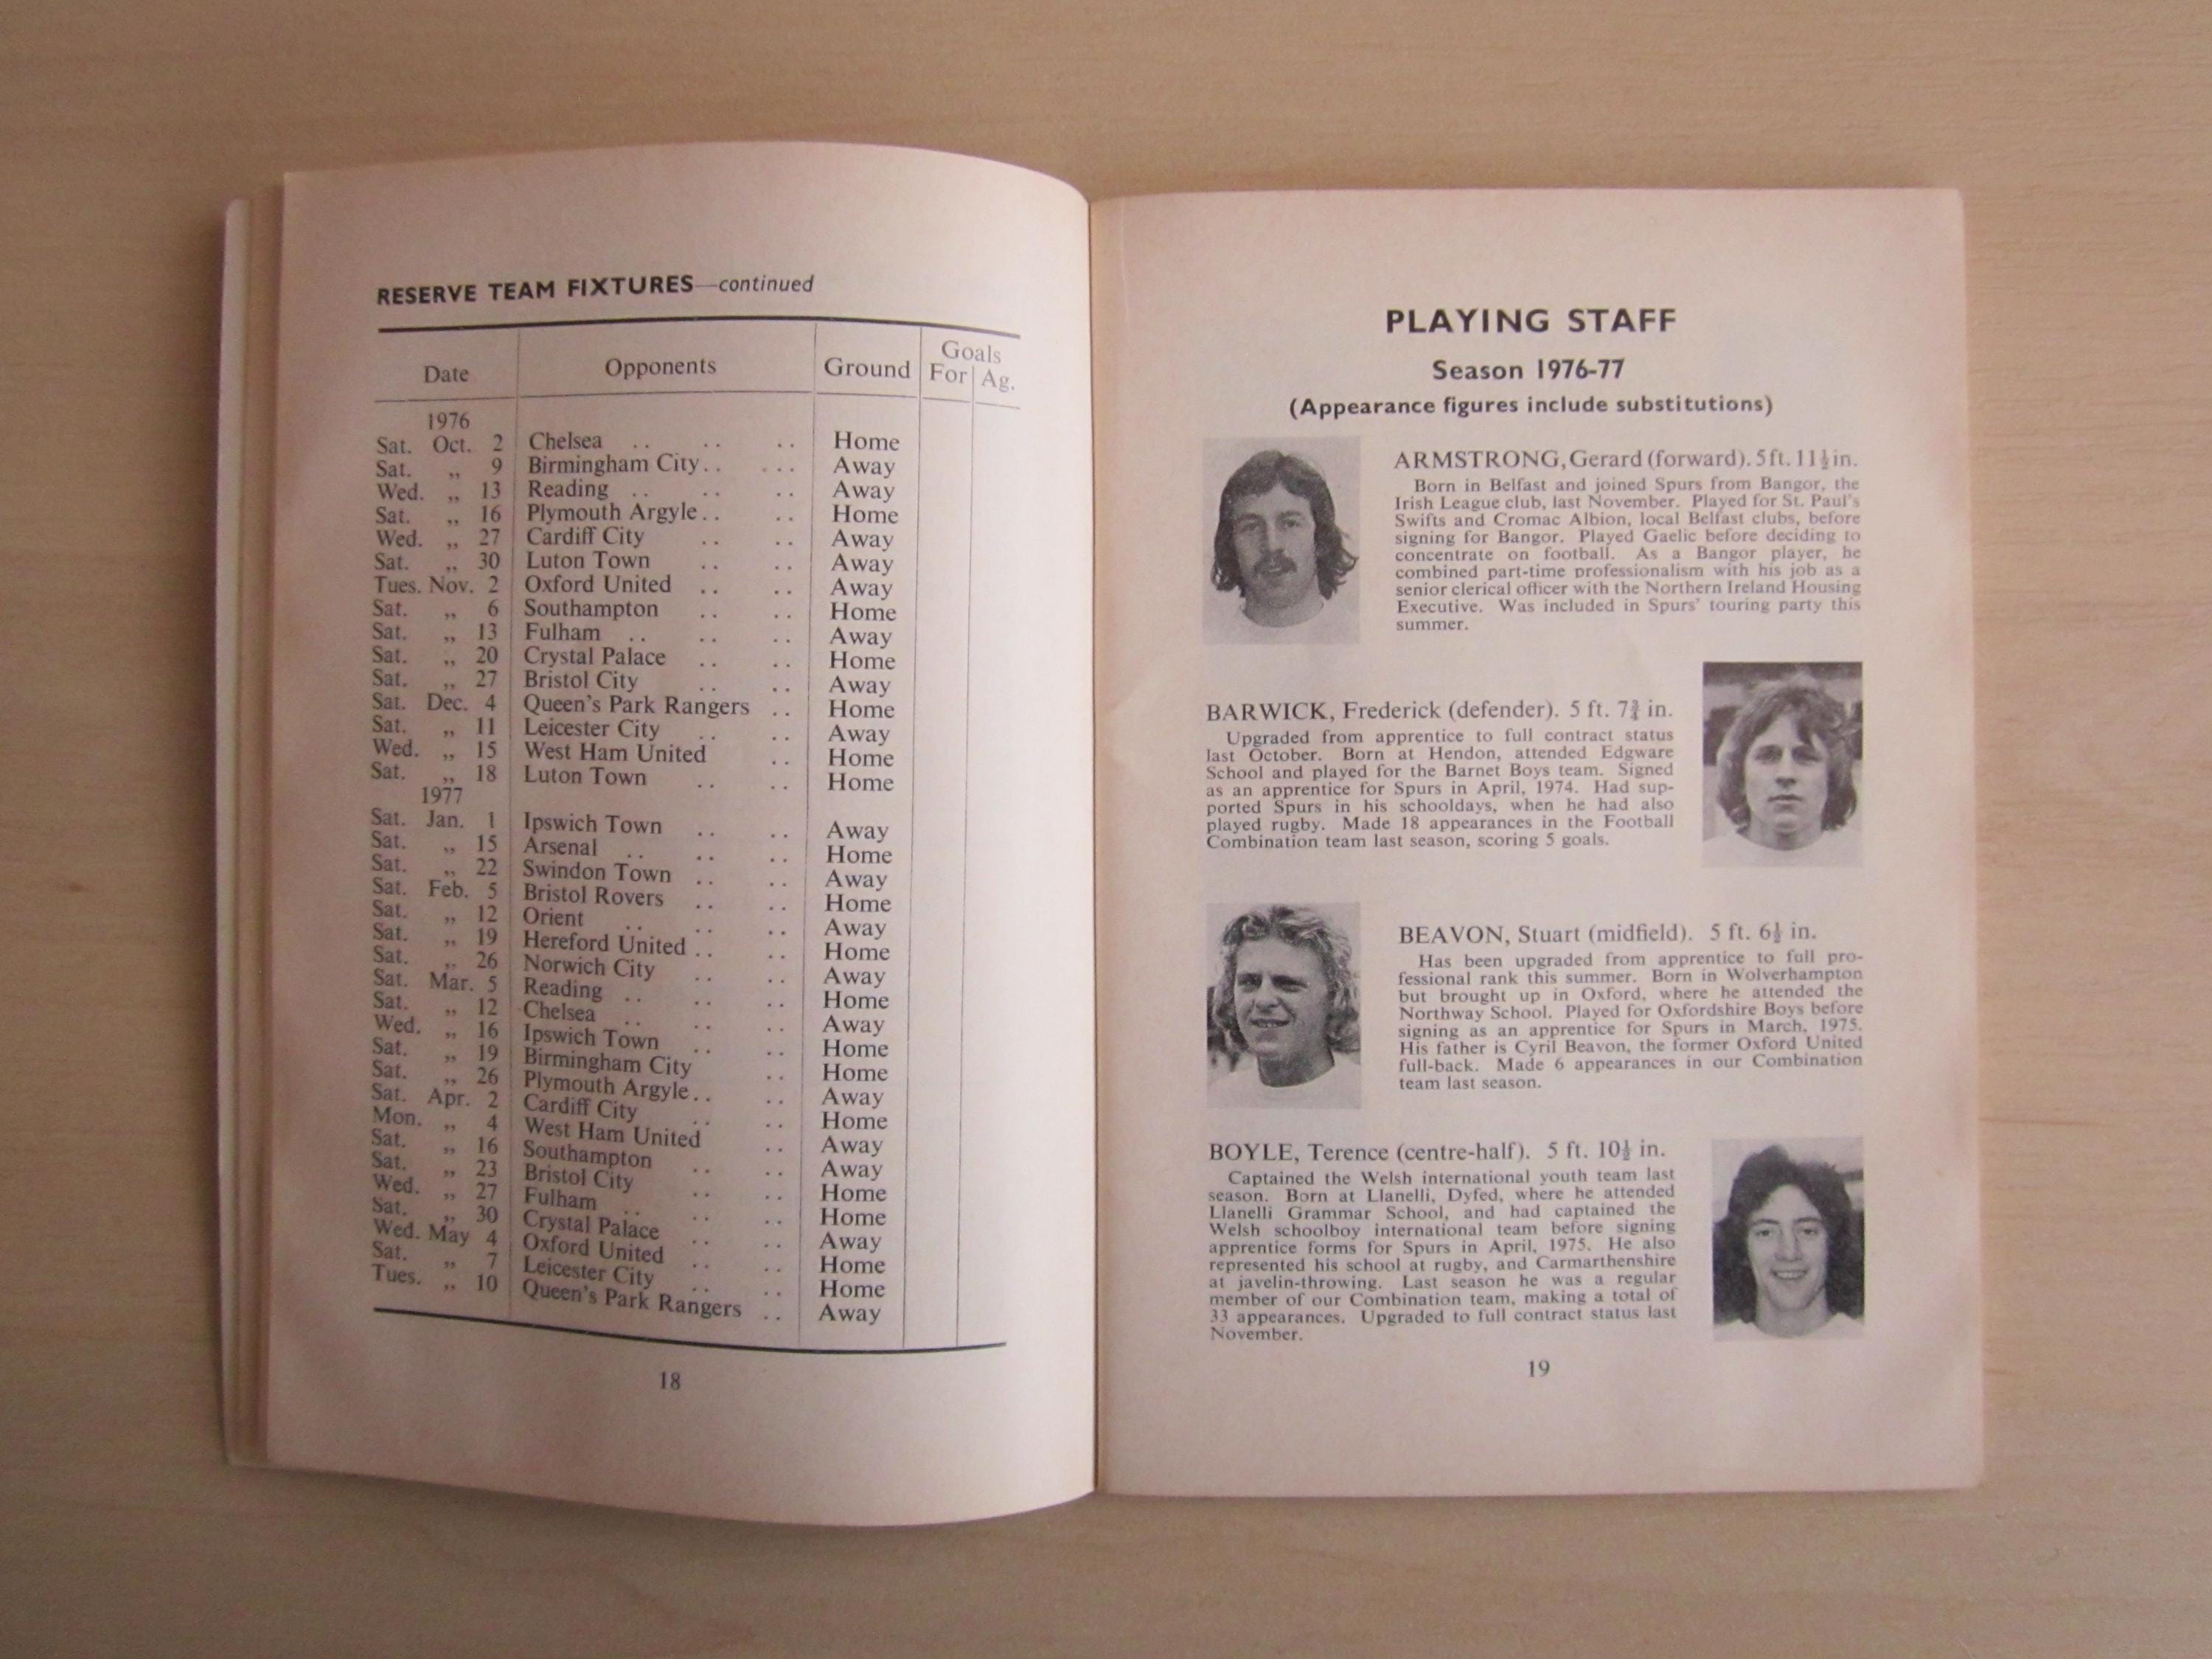 RESERVE TEAM FIXTURES—continued
Date Opponents Ground Goals For Ag.
1976
Sat. Oct. 2 Chelsea .. .. .. Home
Sat. „ 9 Birmingham City .. ... Away
Wed. „ 13 Reading .. .. .. Away
Sat. „ 16 Plymouth Argyle .. .. Home
Wed. „ 27 Cardiff City .. .. Away
Sat. „ 30 Luton Town .. .. Away
Tues. Nov. 2 Oxford United .. .. Away
Sat. „ 6 Southampton .. .. Home
Sat. „ 13 Fulham .. .. .. Away
Sat. „ 20 Crystal Palace .. .. Home
Sat. „ 27 Bristol City .. .. Away
Sat. Dec. 4 Queen's Park Rangers .. Home
Sat. „ 11 Leicester City .. .. Away
Wed. „ 15 West Ham United .. Home
Sat. „ 18 Luton Town .. .. Home
1977
Sat. Jan. 1 Ipswich Town .. .. Away
Sat. „ 15 Arsenal .. .. .. Home
Sat. „ 22 Swindon Town .. .. Away
Sat. Feb. 5 Bristol Rovers .. .. Home
Sat. „ 12 Orient .. .. .. Away
Sat. „ 19 Hereford United .. .. Home
Sat. „ 26 Norwich City .. .. Away
Sat. Mar. 5 Reading .. .. .. Home
Sat. „ 12 Chelsea .. .. .. Away
Wed. „ 16 Ipswich Town .. .. Home
Sat. „ 19 Birmingham City .. Home
Sat. „ 26 Plymouth Argyle .. .. Away
Sat. Apr. 2 Cardiff City .. .. Home
Mon. „ 4 West Ham United .. Away
Sat. „ 16 Southampton .. .. Away
Sat. „ 23 Bristol City .. .. Home
Wed. „ 27 Fulham .. .. .. Home
Sat. „ 30 Crystal Palace .. .. Away
Wed. May 4 Oxford United .. .. Home
Sat. „ 7 Leicester City .. .. Home
Tues. „ 10 Queen's Park Rangers .. Away
18
PLAYING STAFF
Season 1976-77
(Appearance figures include substitutions)
ARMSTRONG, Gerard (forward). 5 ft. 11½ in.
Born in Belfast and joined Spurs from Bangor, the
Irish League club, last November. Played for St. Paul's
Swifts and Cromac Albion, local Belfast clubs, before
signing for Bangor. Played Gaelic before deciding to
concentrate on football. As a Bangor player, he
combined part-time professionalism with his job as a
senior clerical officer with the Northern Ireland Housing
Executive. Was included in Spurs' touring party this
summer.
BARWICK, Frederick (defender). 5 ft. 7¾ in.
Upgraded from apprentice to full contract status
last October. Born at Hendon, attended Edgware
School and played for the Barnet Boys team. Signed
as an apprentice for Spurs in April, 1974. Had sup-
ported Spurs in his schooldays, when he had also
played rugby. Made 18 appearances in the Football
Combination team last season, scoring 5 goals.
BEAVON, Stuart (midfield). 5 ft. 6½ in.
Has been upgraded from apprentice to full pro-
fessional rank this summer. Born in Wolverhampton
but brought up in Oxford, where he attended the
Northway School. Played for Oxfordshire Boys before
signing as an apprentice for Spurs in March, 1975.
His father is Cyril Beavon, the former Oxford United
full-back. Made 6 appearances in our Combination
team last season.
BOYLE, Terence (centre-half). 5 ft. 10½ in.
Captained the Welsh international youth team last
season. Born at Llanelli, Dyfed, where he attended
Llanelli Grammar School, and had captained the
Welsh schoolboy international team before signing
apprentice forms for Spurs in April, 1975. He also
represented his school at rugby, and Carmarthenshire
at javelin-throwing. Last season he was a regular
member of our Combination team, making a total of
33 appearances. Upgraded to full contract status last
November.
19